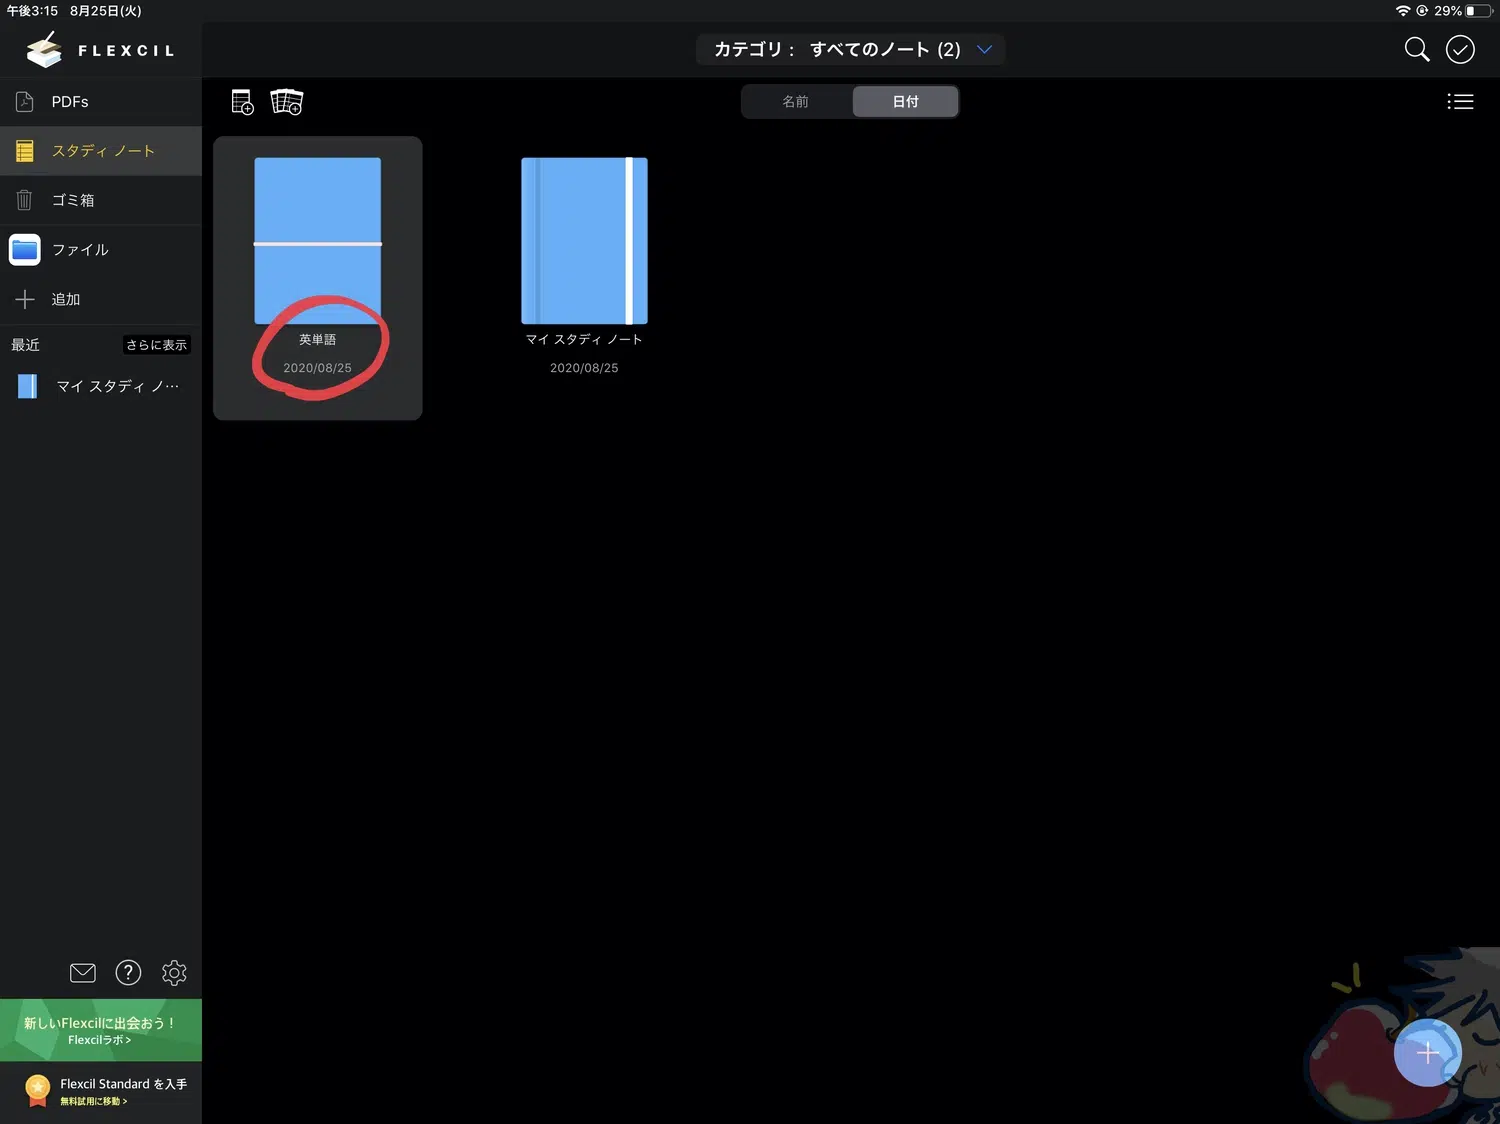 午後3:15 8月25日(火)
29%
FLEXCIL
カテゴリ： すべてのノート (2)
PDFs
名前
日付
スタディ ノート
ゴミ箱
ファイル
追加
最近
さらに表示
マイ スタディ ノ…
英単語
2020/08/25
マイ スタディ ノート
2020/08/25
新しいFlexcilに出会おう！
Flexcilラボ>
Flexcil Standard を入手
無料試用に移動 >